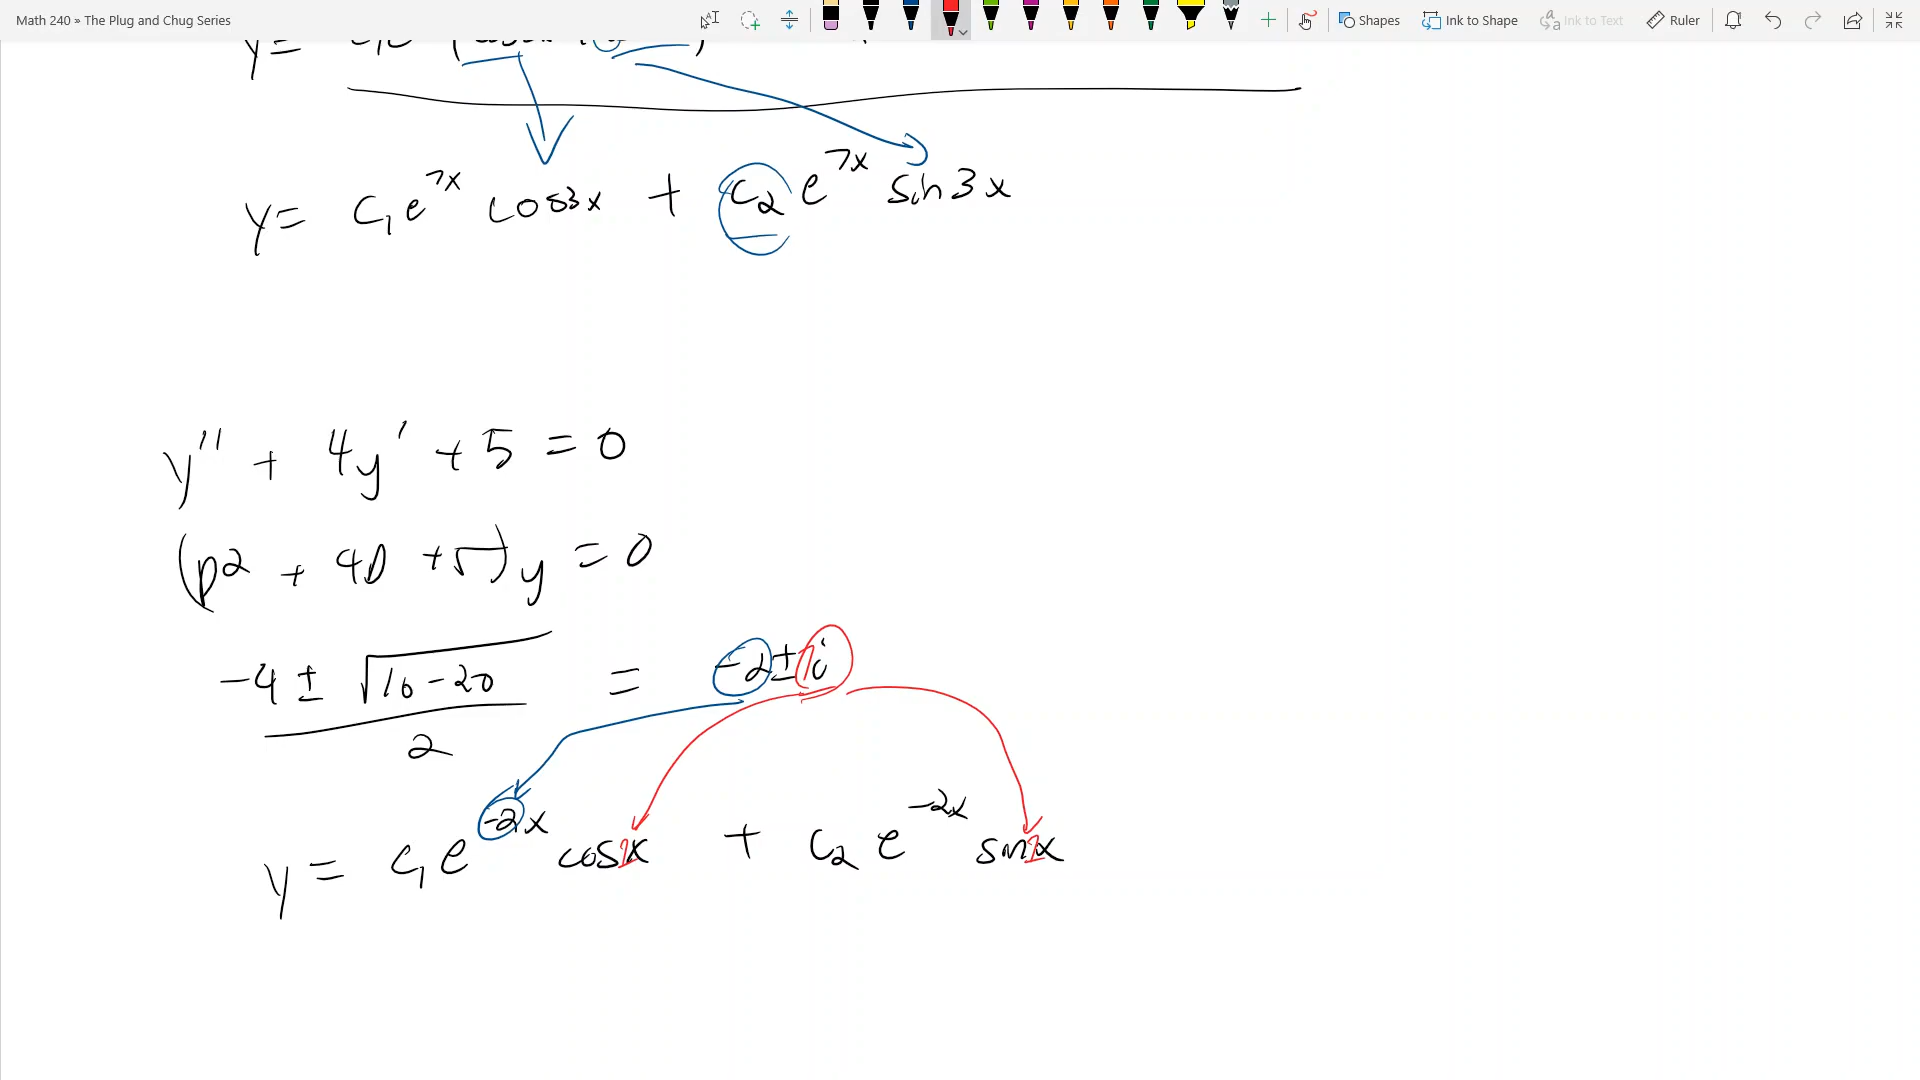 Math 240 » The Plug and Chug Series
Shapes Ink to Shape Ink to Text Ruler
y = C₁e^7x cos3x + C₂ e^7x sin3x
y'' + 4y' + 5 = 0
(D² + 4D + 5)y = 0
-4 ± √16-20 / 2 = -2 ± 1i
y = C₁e^-2x cos1x + C₂ e^-2x sin1x